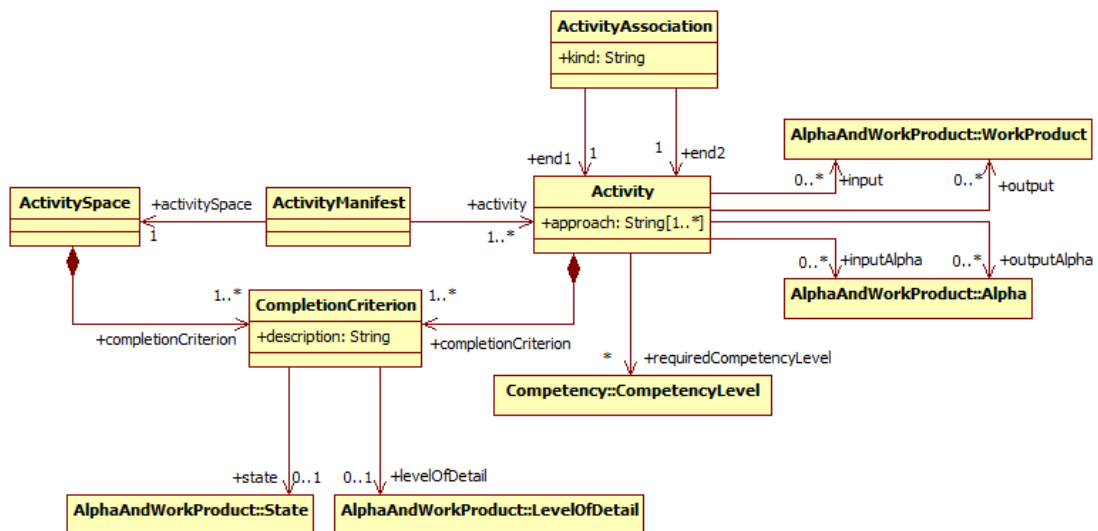 ActivityAssociation
+kind: String
+end1
1
1
+end2
AlphaAndWorkProduct::WorkProduct
0..*
+input
0..*
+output
ActivitySpace
+activitySpace
1
ActivityManifest
+activity
1..*
Activity
+approach: String[1..*]
0..*
+inputAlpha
0..*
+outputAlpha
AlphaAndWorkProduct::Alpha
1..*
+completionCriterion
CompletionCriterion
+description: String
1..*
+completionCriterion
*
+requiredCompetencyLevel
Competency::CompetencyLevel
+state
0..1
0..1
+levelOfDetail
AlphaAndWorkProduct::State
AlphaAndWorkProduct::LevelOfDetail